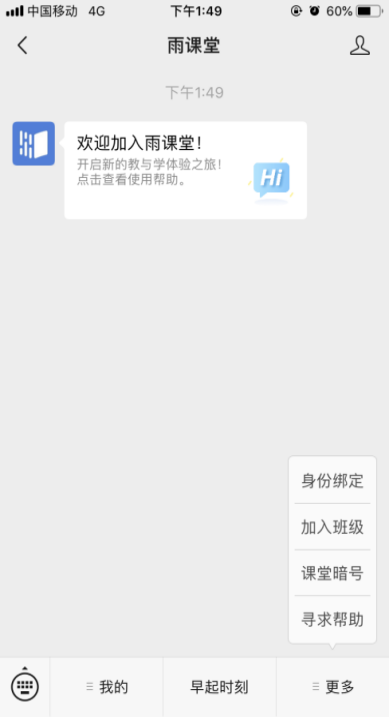 中国移动 4G 下午1:49 60%
雨课堂
下午1:49
欢迎加入雨课堂！
开启新的教与学体验之旅！
点击查看使用帮助。
Hi
身份绑定
加入班级
课堂暗号
寻求帮助
我的 早起时刻 更多